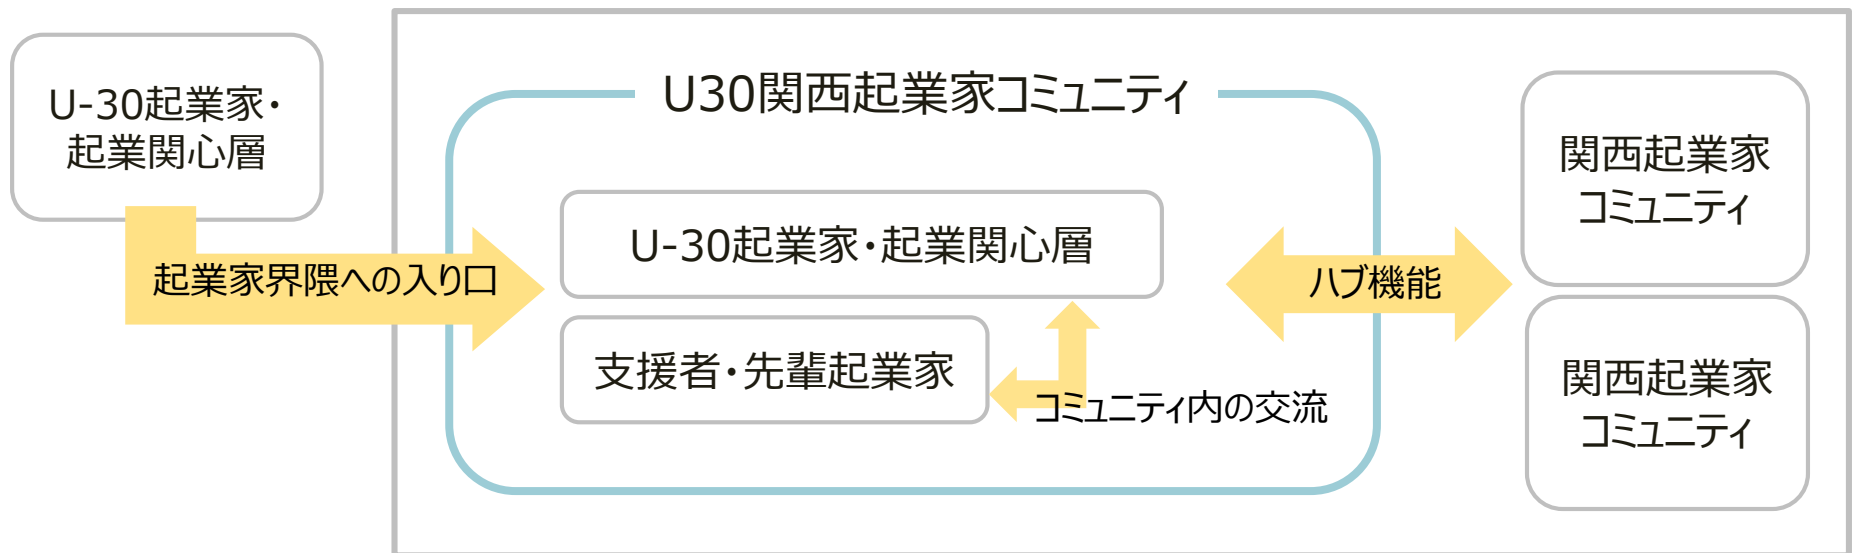 U-30起業家・
起業関心層
起業家界隈への入り口
U30関西起業家コミュニティ
U-30起業家・起業関心層
支援者・先輩起業家
コミュニティ内の交流
ハブ機能
関西起業家
コミュニティ
関西起業家
コミュニティ